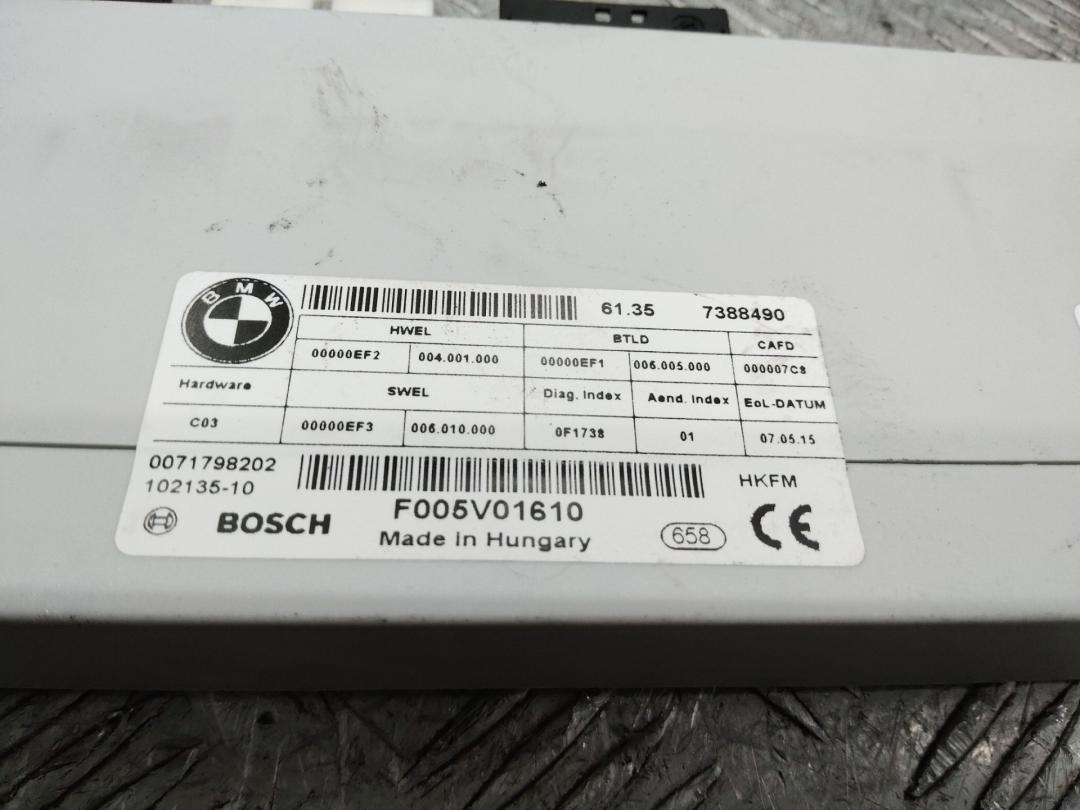 BMW
61.35 7388490
HWEL BTLD CAFD
00000EF2 004.001.000 00000EF1 006.005.000 000007C8
Hardware SWEL Diag. Index Aend. Index EoL-DATUM
C03 00000EF3 006.010.000 0F1738 01 07.05.15
0071798202
102135-10
HKFM
BOSCH
F005V01610
Made in Hungary
658
CE